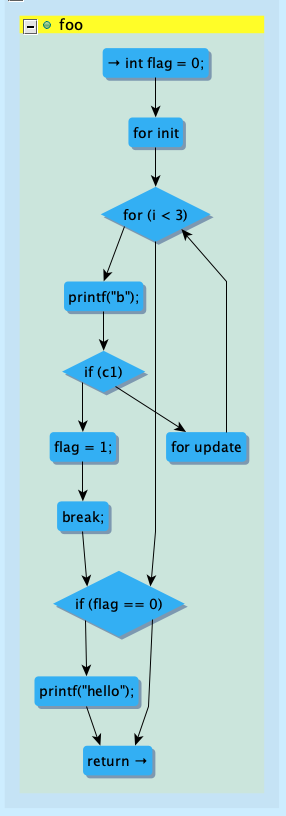 foo
→ int flag = 0;
for init
for (i < 3)
printf("b");
if (c1)
flag = 1;
for update
break;
if (flag == 0)
printf("hello");
return →